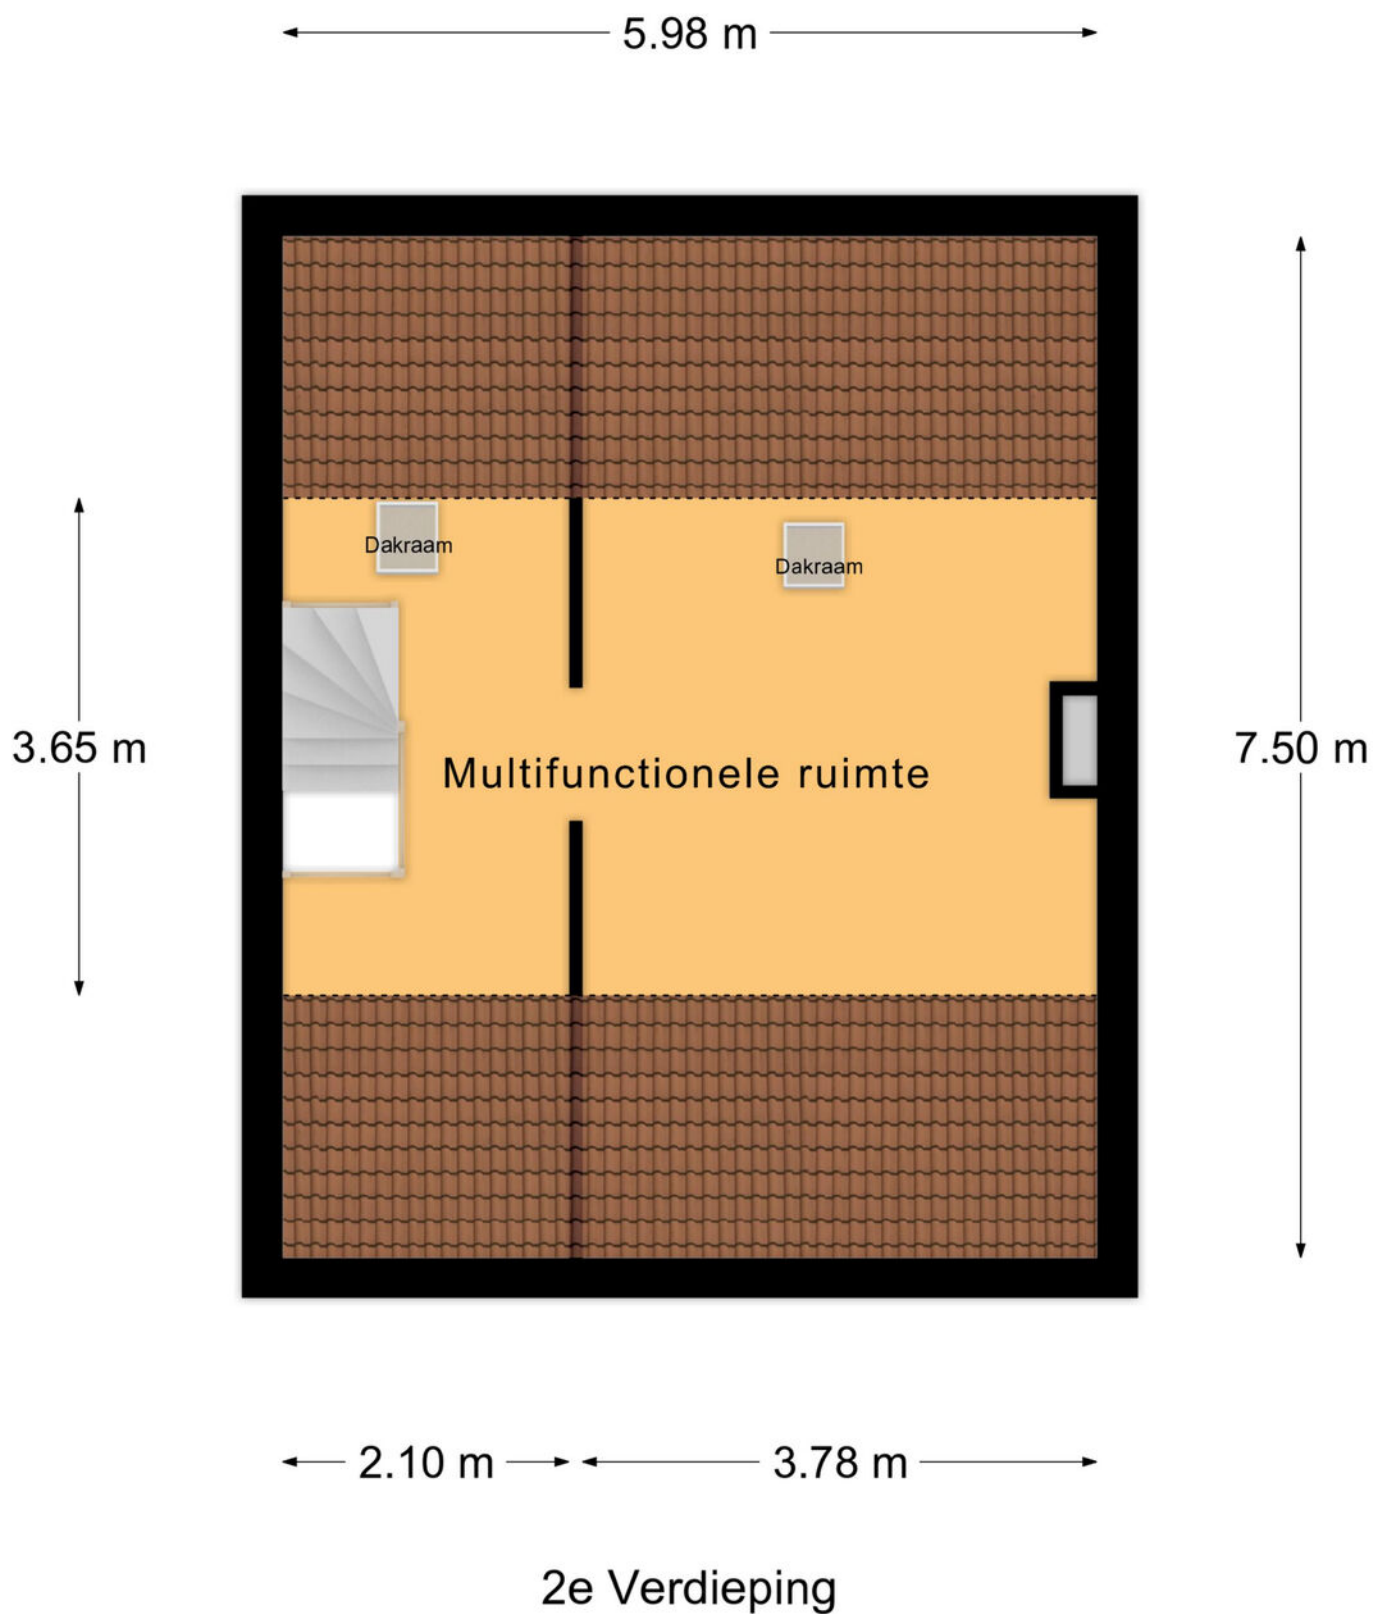 5.98 m
Dakraam
Dakraam
3.65 m
7.50 m
Multifunctionele ruimte
2.10 m
3.78 m
2e Verdieping